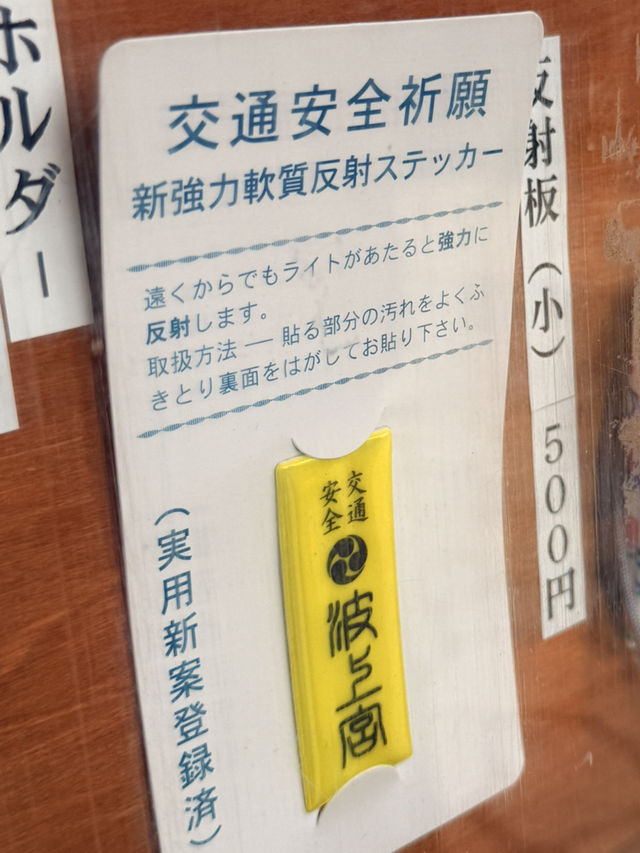 交通安全祈願
新強力軟質反射ステッカー
遠くからでもライトがあたると強力に
反射します。
取扱方法 ― 貼る部分の汚れをよくふ
きとり裏面をはがしてお貼り下さい。
(実用新案登録済)
交通
安全
波上宮
反射板(小) 500円
ホルダー